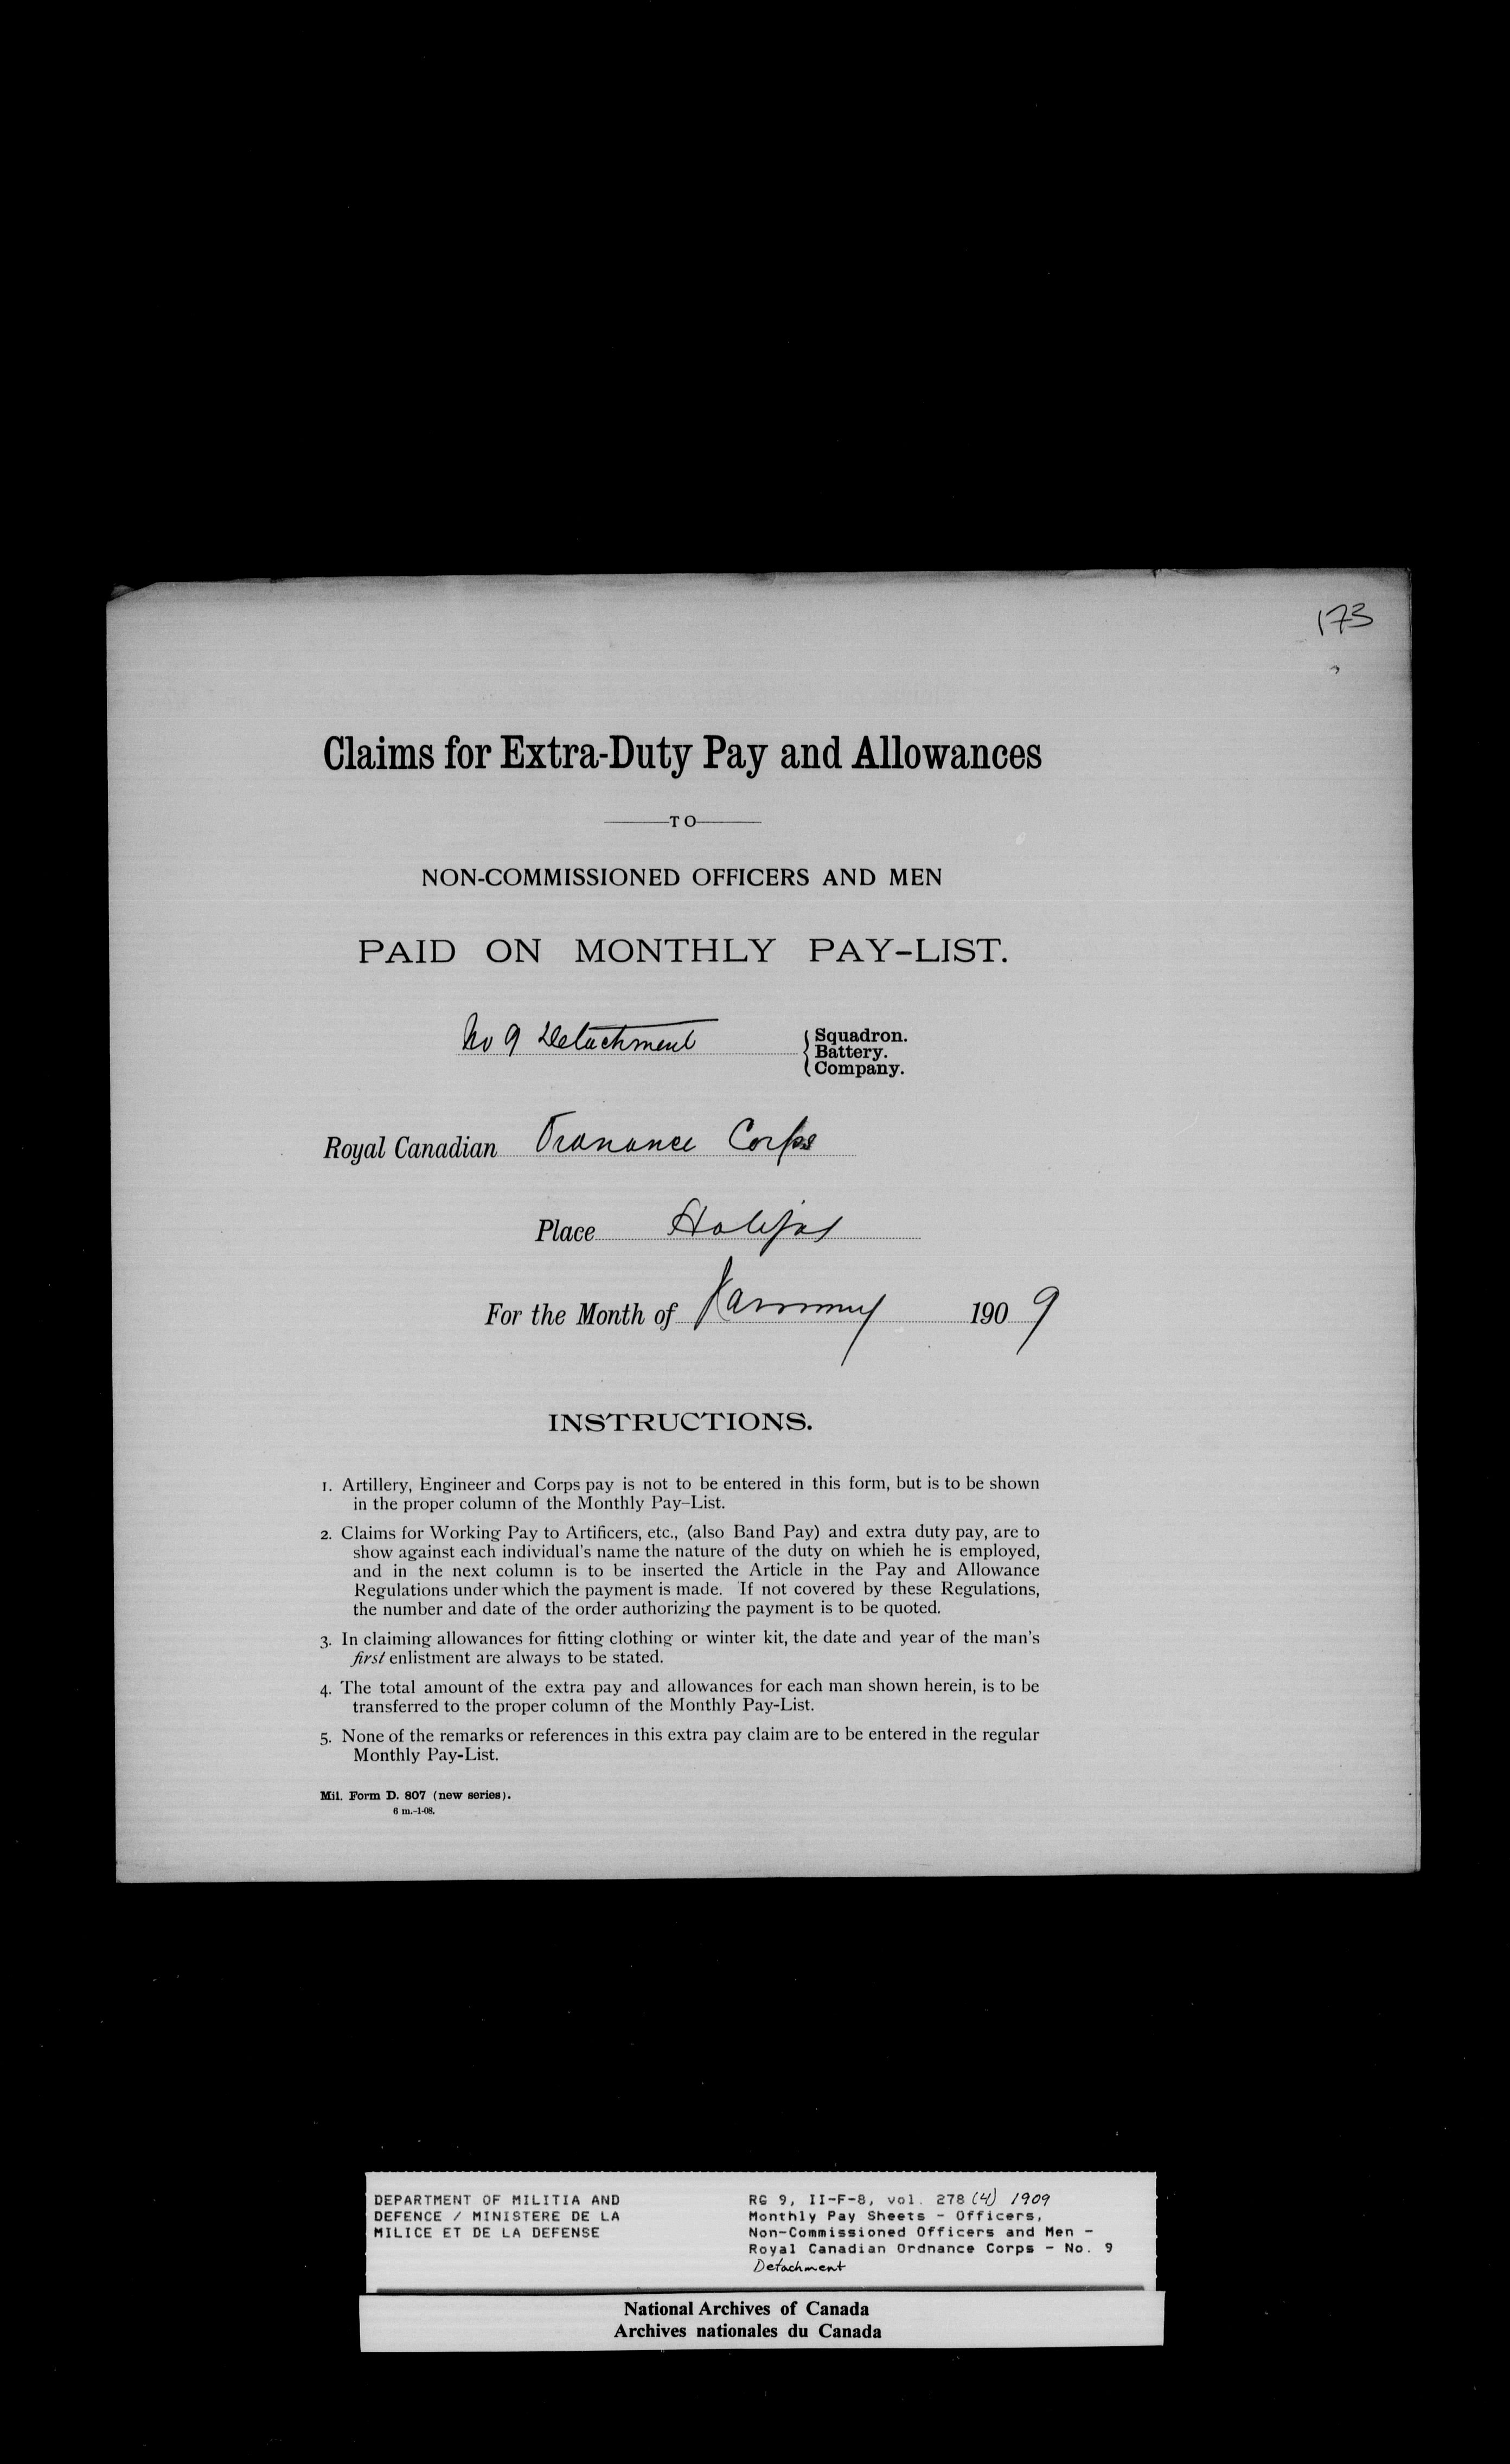 173
Claims for Extra-Duty Pay and Allowances
TO
NON-COMMISSIONED OFFICERS AND MEN
PAID ON MONTHLY PAY-LIST.
No 9 Detachment { Squadron.
Battery.
Company.
Royal Canadian Ordnance Corps
Place Halifax
For the Month of January 1909
INSTRUCTIONS.
1. Artillery, Engineer and Corps pay is not to be entered in this form, but is to be shown
in the proper column of the Monthly Pay-List.
2. Claims for Working Pay to Artificers, etc., (also Band Pay) and extra duty pay, are to
show against each individual's name the nature of the duty on whieh he is employed,
and in the next column is to be inserted the Article in the Pay and Allowance
Regulations under which the payment is made. If not covered by these Regulations,
the number and date of the order authorizing the payment is to be quoted.
3. In claiming allowances for fitting clothing or winter kit, the date and year of the man's
first enlistment are always to be stated.
4. The total amount of the extra pay and allowances for each man shown herein, is to be
transferred to the proper column of the Monthly Pay-List.
5. None of the remarks or references in this extra pay claim are to be entered in the regular
Monthly Pay-List.
Mil. Form D. 807 (new series).
6 m.-1-08.
DEPARTMENT OF MILITIA AND
DEFENCE / MINISTERE DE LA
MILICE ET DE LA DEFENSE
RG 9, II-F-8, vol. 278 (4) 1909
Monthly Pay Sheets - Officers,
Non-Commissioned Officers and Men -
Royal Canadian Ordnance Corps - No. 9
Detachment
National Archives of Canada
Archives nationales du Canada